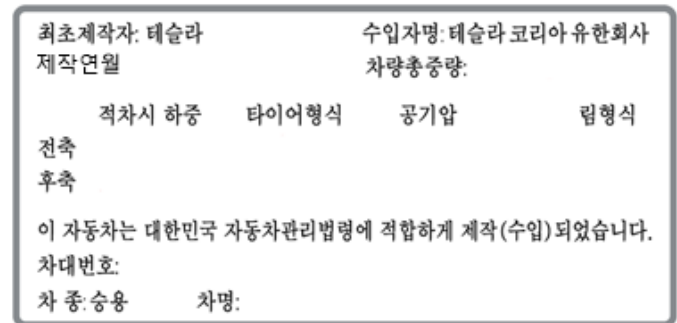 최초제작자: 테슬라 수입자명: 테슬라 코리아 유한회사
제작연월 차량총중량:
적차시 하중 타이어형식 공기압 림형식
전축
후축
이 자동차는 대한민국 자동차관리법령에 적합하게 제작(수입)되었습니다.
차대번호:
차 종: 승용 차명: